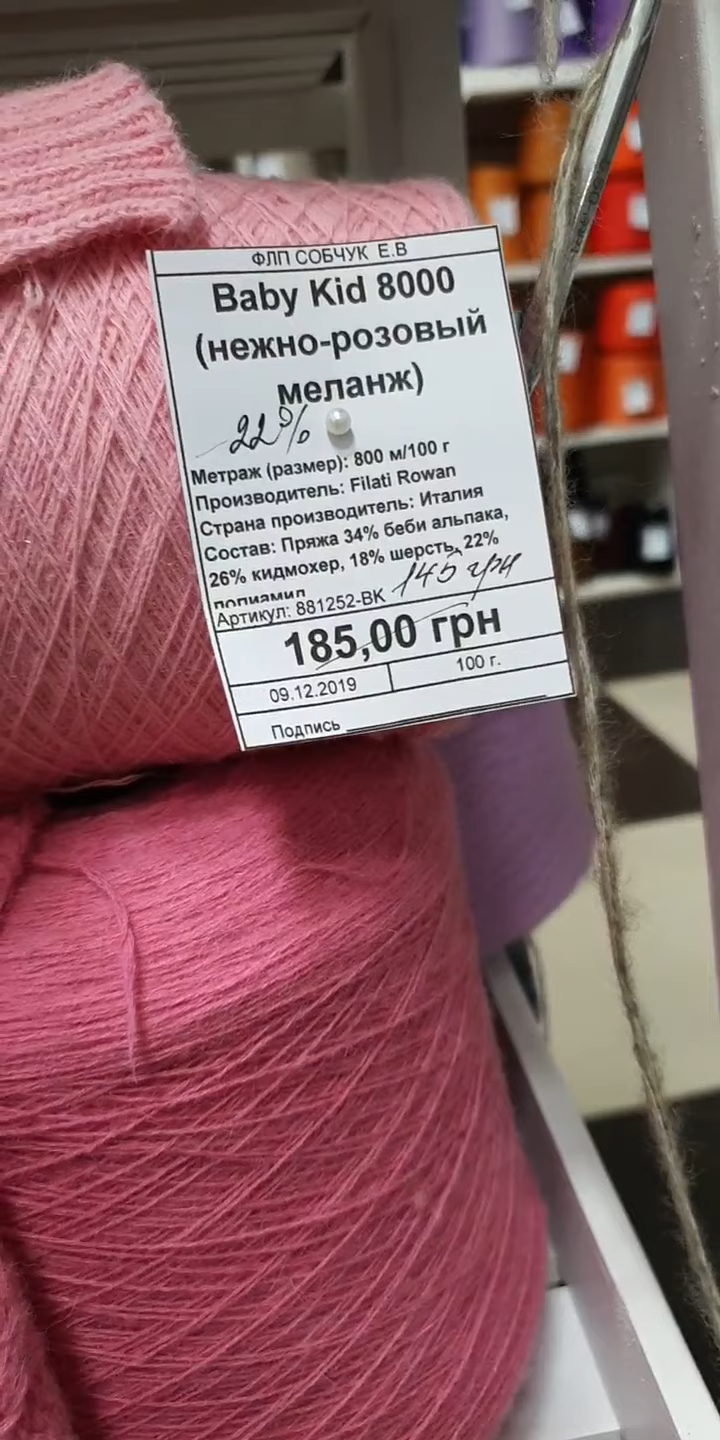 ФЛП СОБЧУК Е.В
Baby Kid 8000
(нежно-розовый
меланж)
-22%
Метраж (размер): 800 м/100 г
Производитель: Filati Rowan
Страна производитель: Италия
Состав: Пряжа 34% беби альпака,
26% кидмохер, 18% шерсть, 22%
полиамид
145 грн
Артикул: 881252-BK
185,00 грн
09.12.2019
100 г.
Подпись